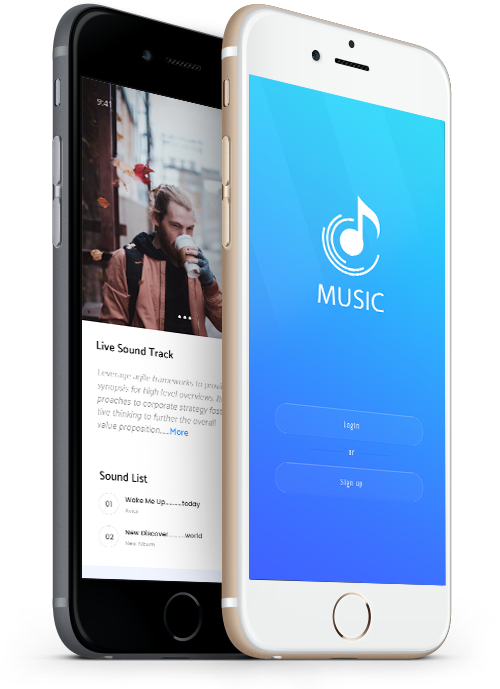 9:41
Live Sound Track
Leverage agile frameworks to provi
synopsis for high level overviews. It
proaches to corporate strategy fost
tive thinking to further the overall
value proposition.....More
Sound List
01
Wake Me Up..........today
Avica
02
New Discover..........world
New Album
MUSIC
Login
or
Sign up